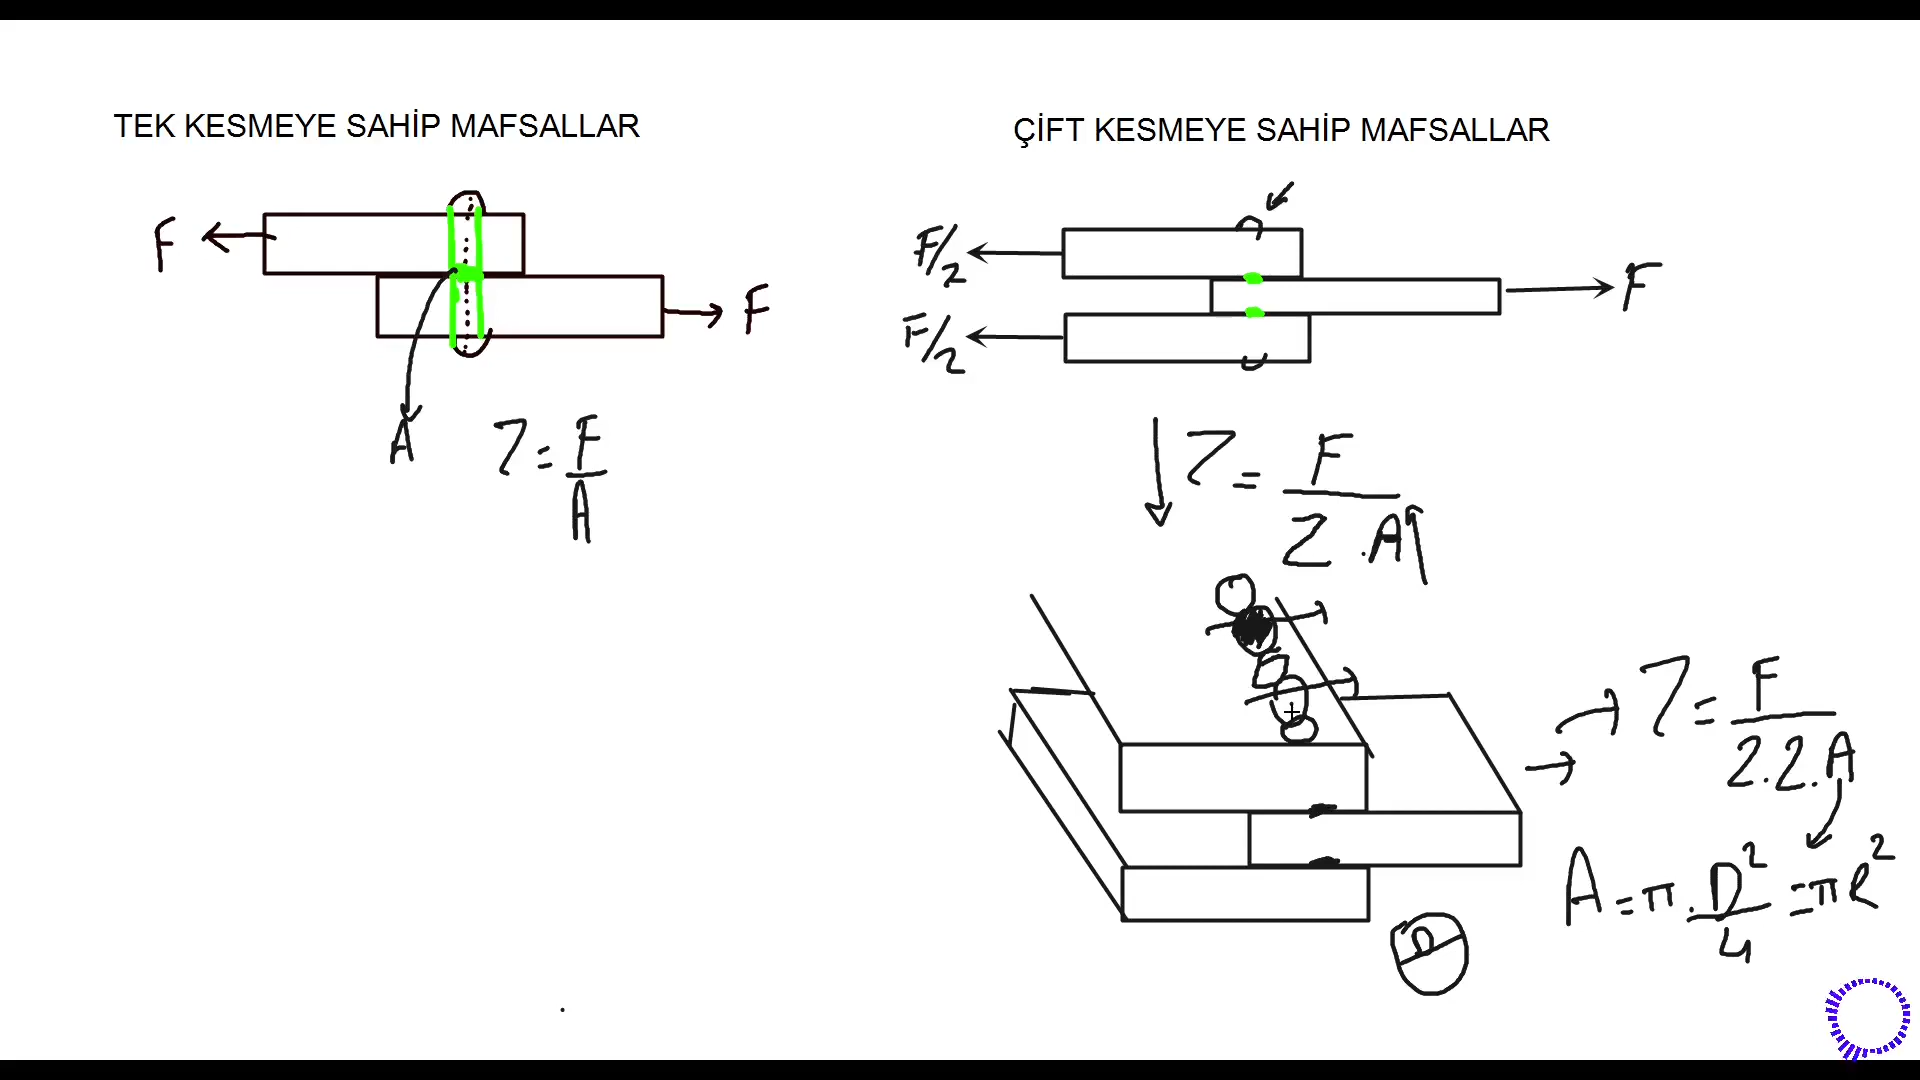 TEK KESMEYE SAHİP MAFSALLAR
F
F
A
τ = F/A
ÇİFT KESMEYE SAHİP MAFSALLAR
F/2
F/2
F
τ = F/2.A
τ = F/2.2.A
A = π.D²/4 = πR²
D